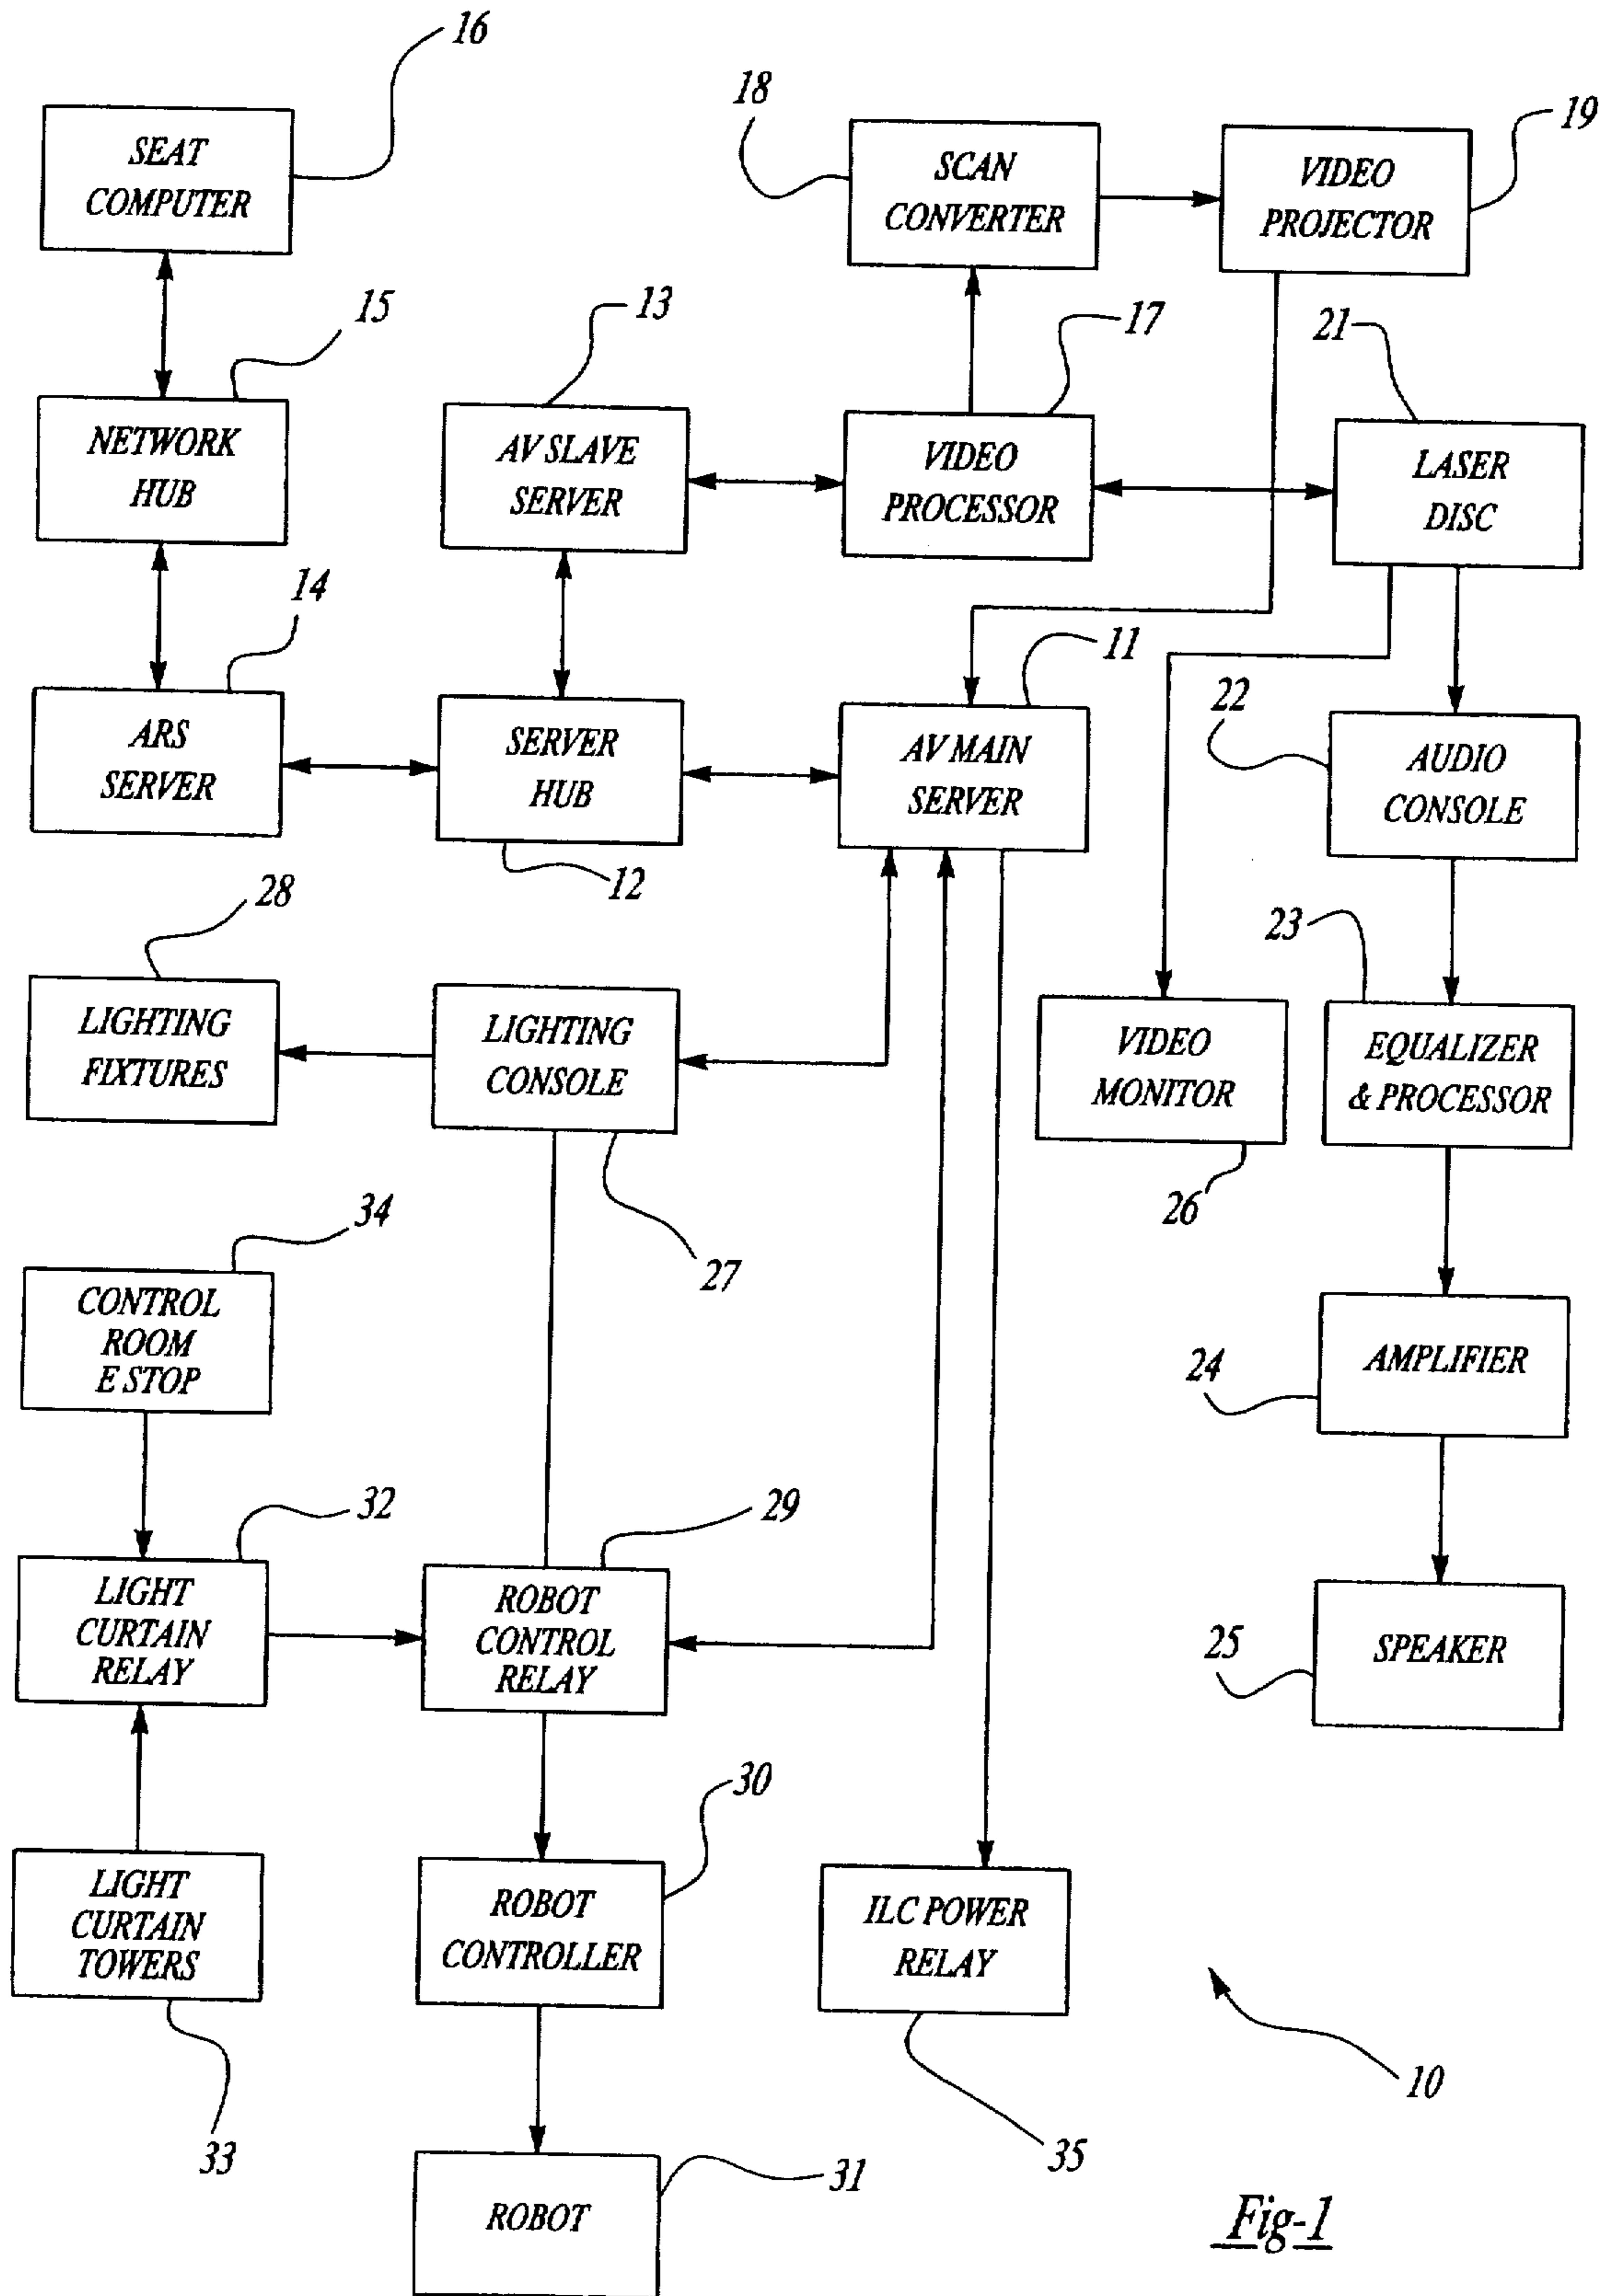 16
18
19
SEAT
COMPUTER
SCAN
CONVERTER
VIDEO
PROJECTOR
15
13
17
21
NETWORK
HUB
AV SLAVE
SERVER
VIDEO
PROCESSOR
LASER
DISC
14
11
22
ARS
SERVER
SERVER
HUB
AV MAIN
SERVER
AUDIO
CONSOLE
12
28
23
LIGHTING
FIXTURES
LIGHTING
CONSOLE
VIDEO
MONITOR
EQUALIZER
& PROCESSOR
26
34
27
CONTROL
ROOM
E STOP
24
AMPLIFIER
32
29
LIGHT
CURTAIN
RELAY
ROBOT
CONTROL
RELAY
25
SPEAKER
30
LIGHT
CURTAIN
TOWERS
ROBOT
CONTROLLER
ILC POWER
RELAY
10
33
35
31
ROBOT
Fig-1